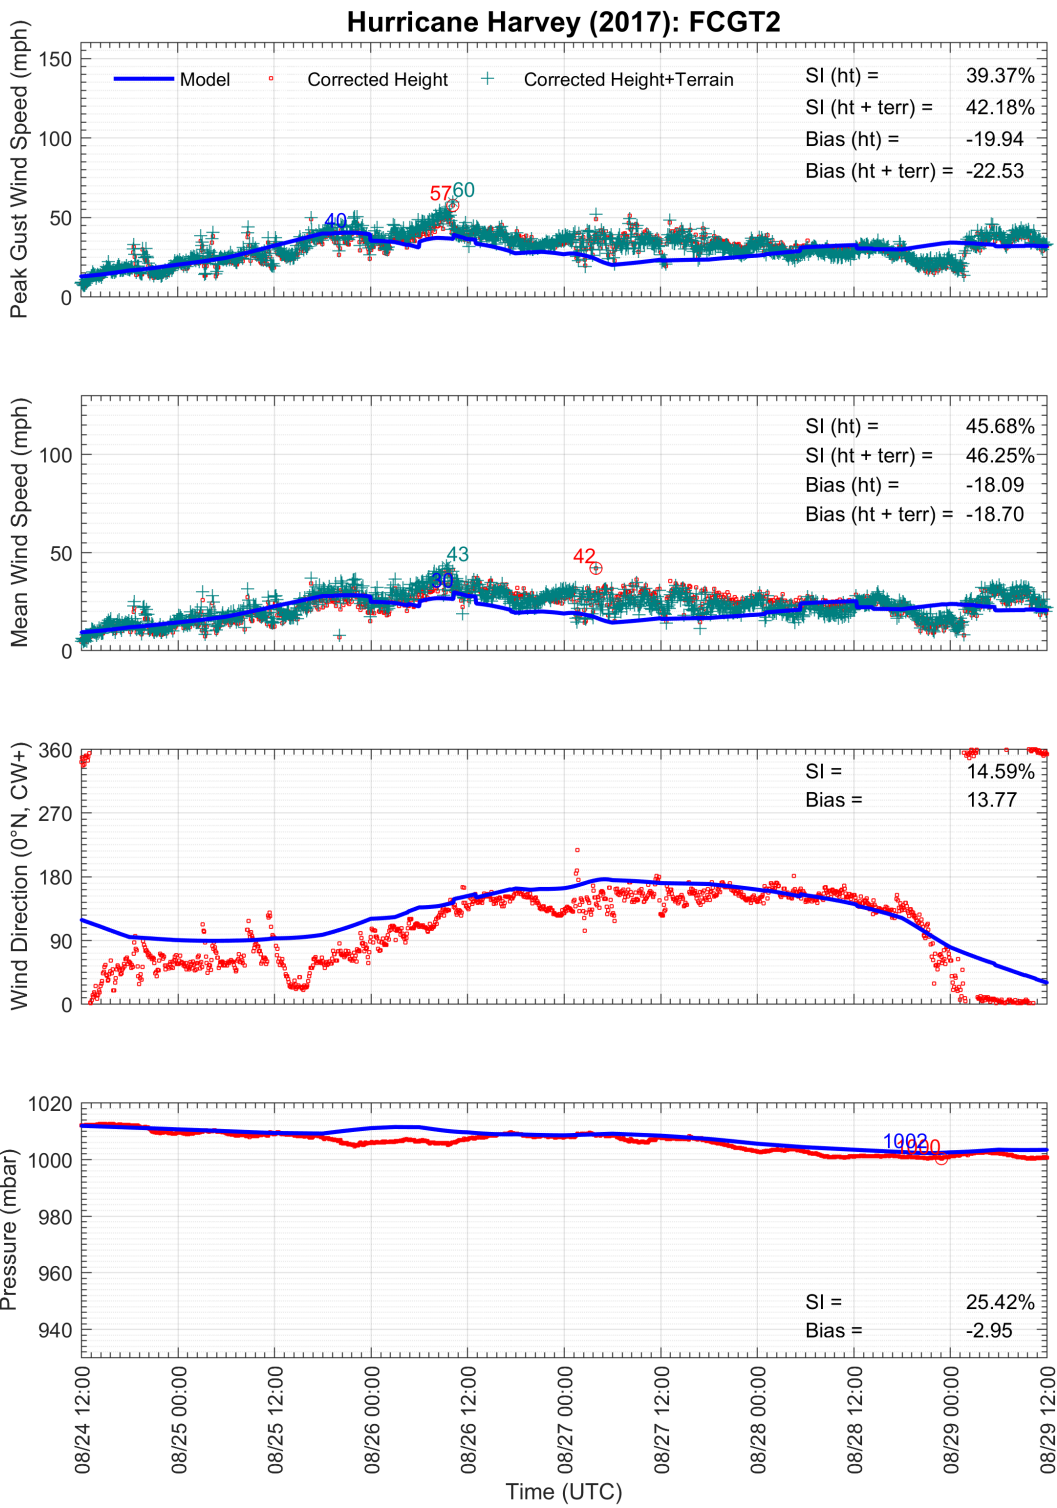 Hurricane Harvey (2017): FCGT2
Peak Gust Wind Speed (mph)
150
100
50
0
Model
Corrected Height
Corrected Height+Terrain
SI (ht) = 39.37%
SI (ht + terr) = 42.18%
Bias (ht) = -19.94
Bias (ht + terr) = -22.53
40
57
60
Mean Wind Speed (mph)
100
50
0
SI (ht) = 45.68%
SI (ht + terr) = 46.25%
Bias (ht) = -18.09
Bias (ht + terr) = -18.70
43
30
42
Wind Direction (0°N, CW+)
360
270
180
90
0
SI = 14.59%
Bias = 13.77
Pressure (mbar)
1020
1000
980
960
940
1002
1000
SI = 25.42%
Bias = -2.95
08/24 12:00
08/25 00:00
08/25 12:00
08/26 00:00
08/26 12:00
08/27 00:00
08/27 12:00
08/28 00:00
08/28 12:00
08/29 00:00
08/29 12:00
Time (UTC)